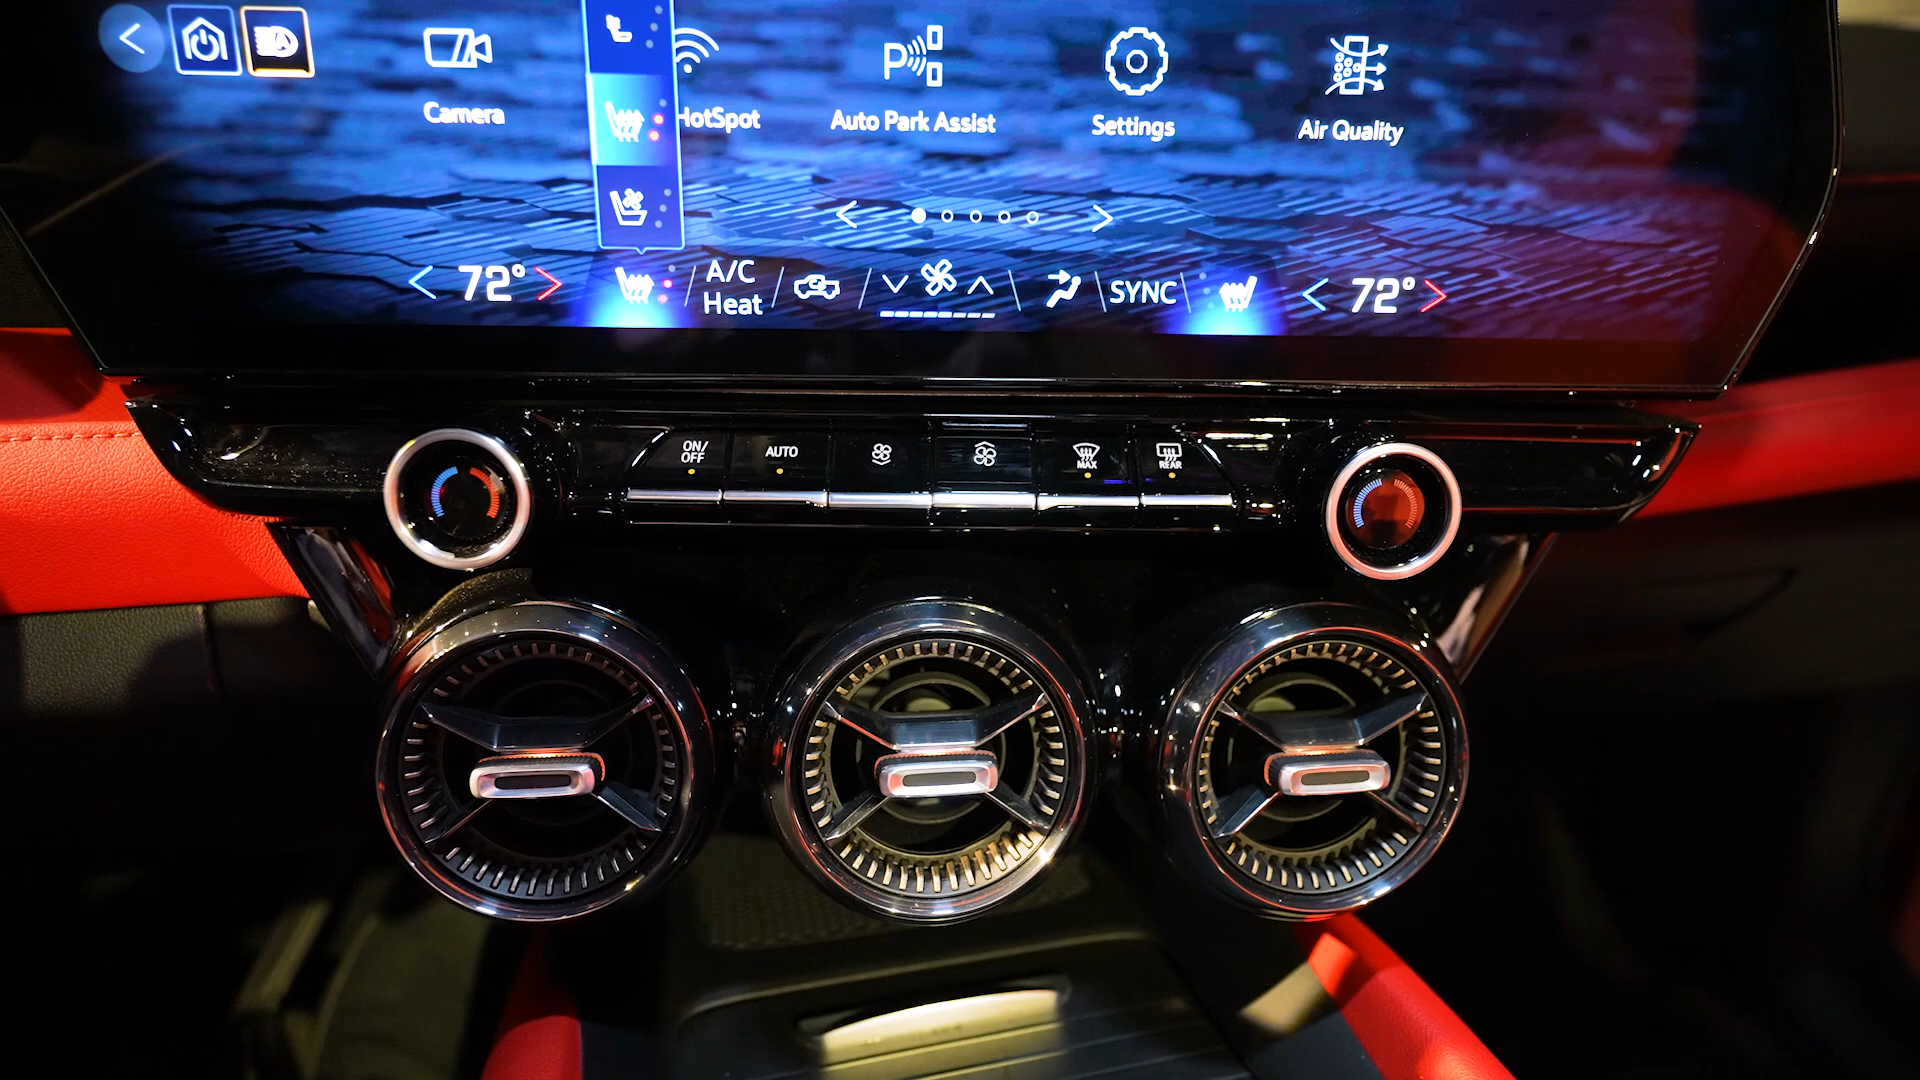 Camera
HotSpot
Auto Park Assist
Settings
Air Quality
72°
A/C
Heat
SYNC
72°
ON/
OFF
AUTO
MAX
REAR